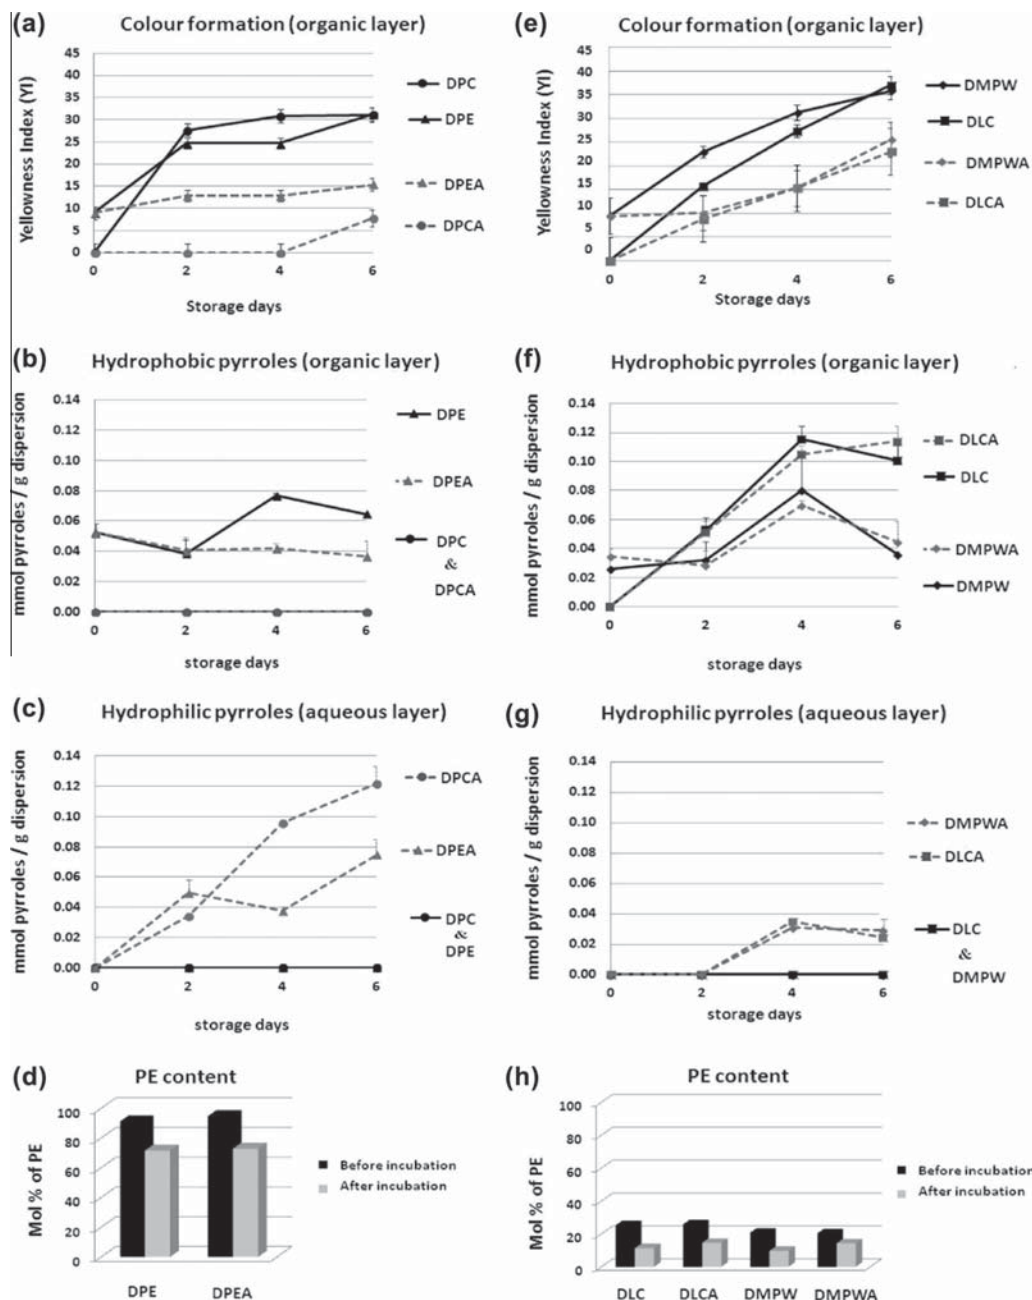 (a)
Colour formation (organic layer)
Yellowness Index (YI)
45
40
35
30
25
20
15
10
5
0
0
2
4
6
Storage days
DPC
DPE
DPEA
DPCA
(b)
Hydrophobic pyrroles (organic layer)
mmol pyrroles / g dispersion
0.14
0.12
0.10
0.08
0.06
0.04
0.02
0.00
0
2
4
6
storage days
DPE
DPEA
DPC
&
DPCA
(c)
Hydrophilic pyrroles (aqueous layer)
mmol pyrroles / g dispersion
0.14
0.12
0.10
0.08
0.06
0.04
0.02
0.00
0
2
4
6
storage days
DPCA
DPEA
DPC
&
DPE
(d)
PE content
Mol % of PE
100
80
60
40
20
0
DPE
DPEA
Before incubation
After incubation
(e)
Colour formation (organic layer)
Yellowness Index (YI)
45
40
35
30
25
20
15
10
5
0
0
2
4
6
Storage days
DMPW
DLC
DMPWA
DLCA
(f)
Hydrophobic pyrroles (organic layer)
mmol pyrroles / g dispersion
0.14
0.12
0.10
0.08
0.06
0.04
0.02
0.00
0
2
4
6
storage days
DLCA
DLC
DMPWA
DMPW
(g)
Hydrophilic pyrroles (aqueous layer)
mmol pyrroles / g dispersion
0.14
0.12
0.10
0.08
0.06
0.04
0.02
0.00
0
2
4
6
storage days
DMPWA
DLCA
DLC
&
DMPW
(h)
PE content
Mol % of PE
100
80
60
40
20
0
DLC
DLCA
DMPW
DMPWA
Before incubation
After incubation